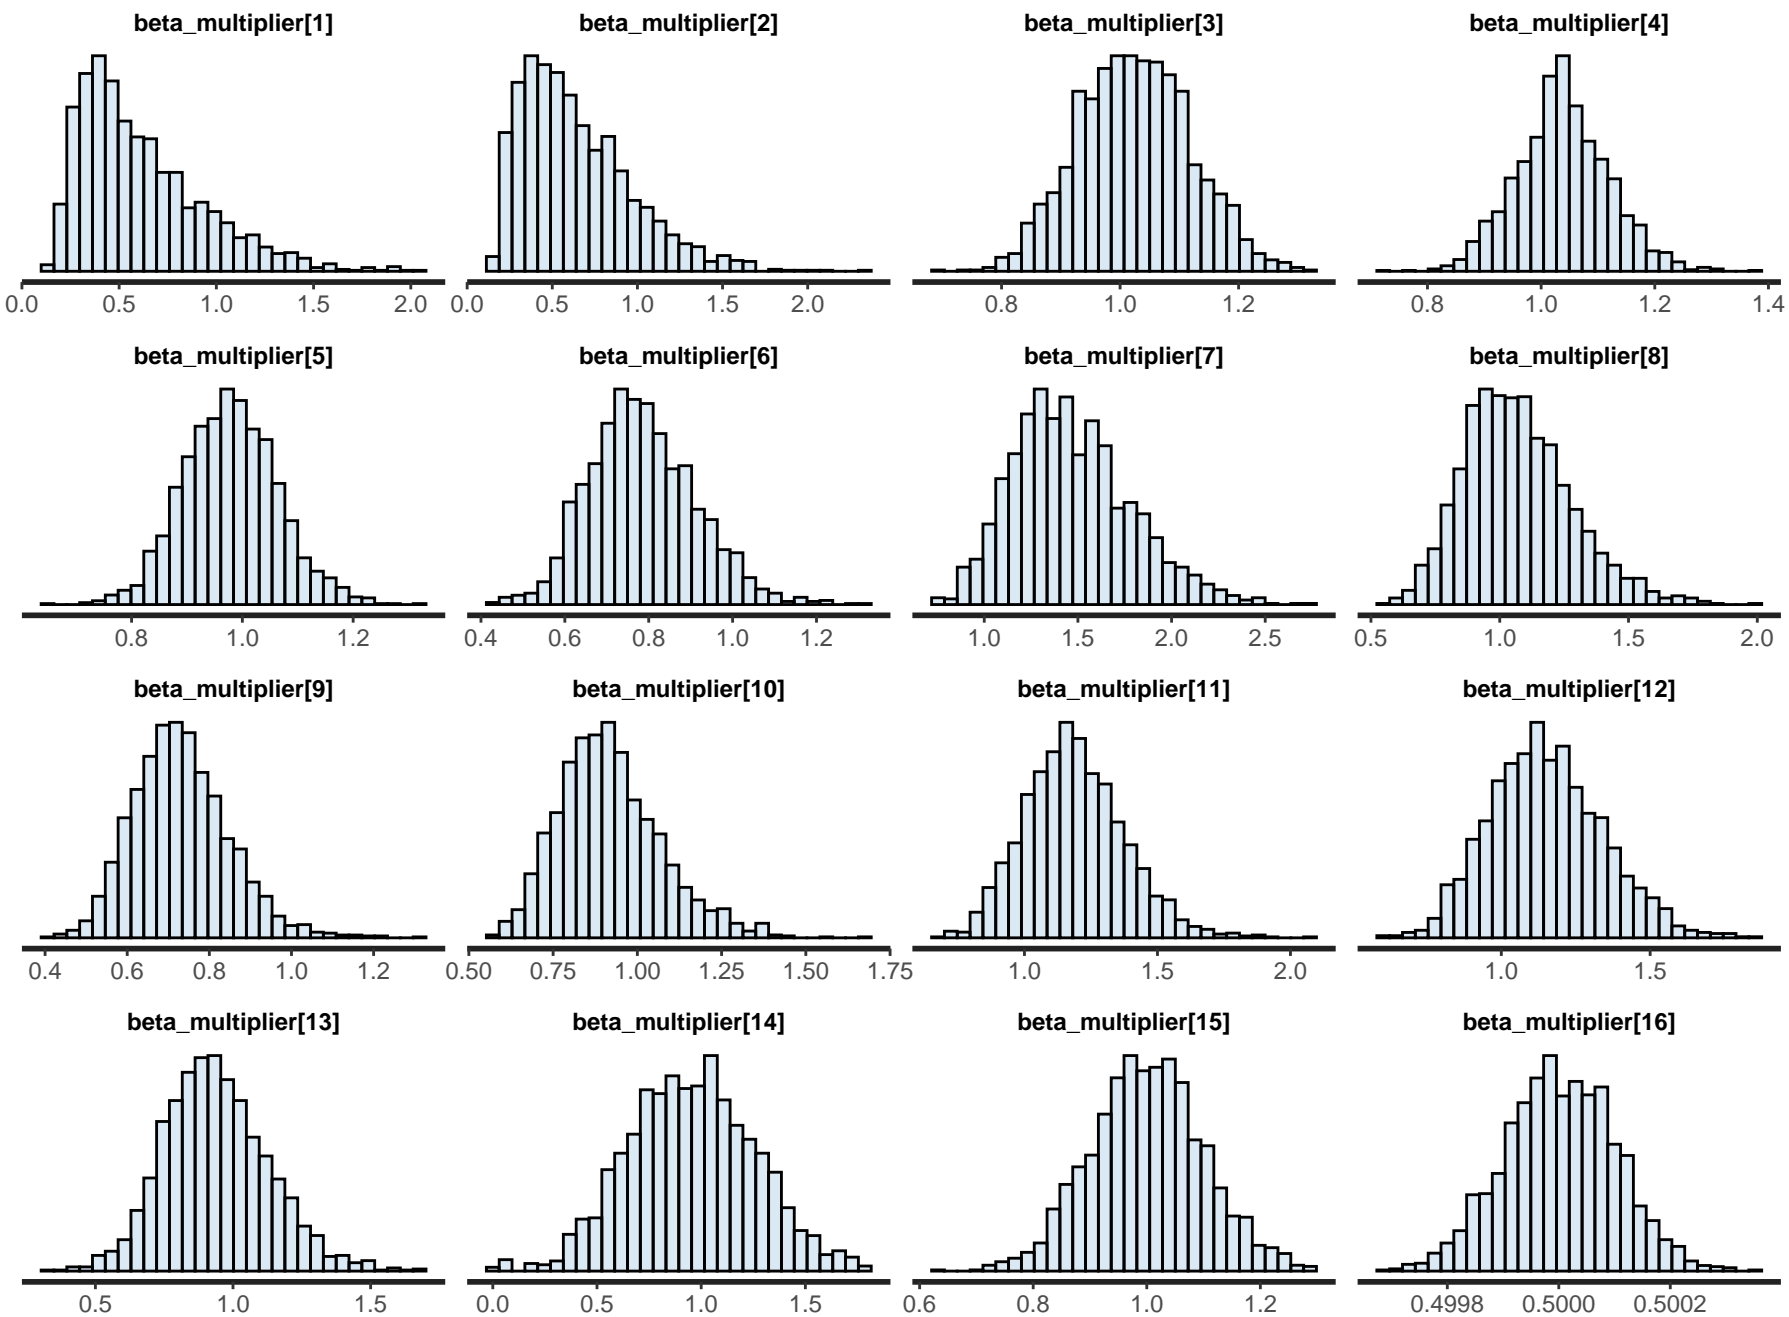 beta_multiplier[1] beta_multiplier[2] beta_multiplier[3] beta_multiplier[4]
0.0 0.5 1.0 1.5 2.0 0.0 0.5 1.0 1.5 2.0 0.8 1.0 1.2 0.8 1.0 1.2 1.4
beta_multiplier[5] beta_multiplier[6] beta_multiplier[7] beta_multiplier[8]
0.8 1.0 1.2 0.4 0.6 0.8 1.0 1.2 1.0 1.5 2.0 2.5 0.5 1.0 1.5 2.0
beta_multiplier[9] beta_multiplier[10] beta_multiplier[11] beta_multiplier[12]
0.4 0.6 0.8 1.0 1.2 0.50 0.75 1.00 1.25 1.50 1.75 1.0 1.5 2.0 1.0 1.5
beta_multiplier[13] beta_multiplier[14] beta_multiplier[15] beta_multiplier[16]
0.5 1.0 1.5 0.0 0.5 1.0 1.5 0.6 0.8 1.0 1.2 0.4998 0.5000 0.5002